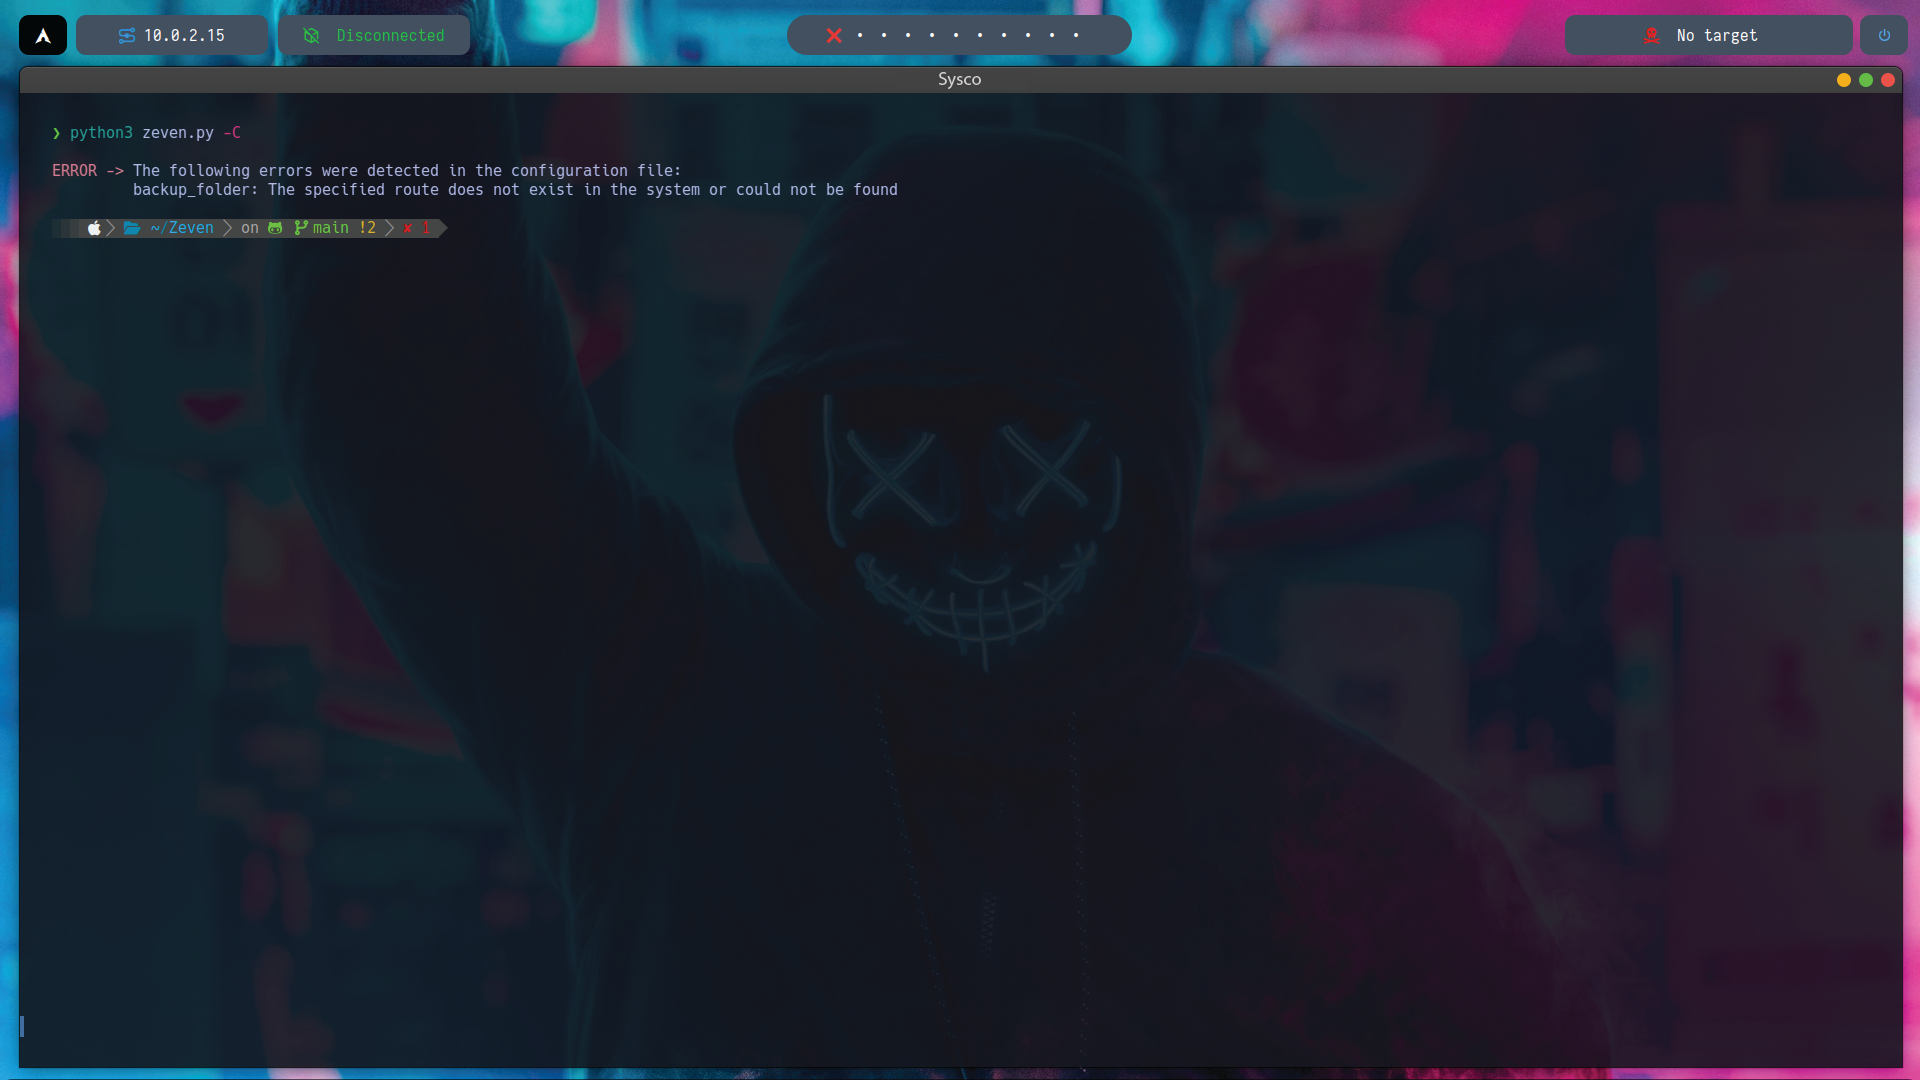 10.0.2.15
Disconnected
No target
Sysco
❯ python3 zeven.py -C
ERROR -> The following errors were detected in the configuration file:
backup_folder: The specified route does not exist in the system or could not be found
~/Zeven on main !2 ✘ 1